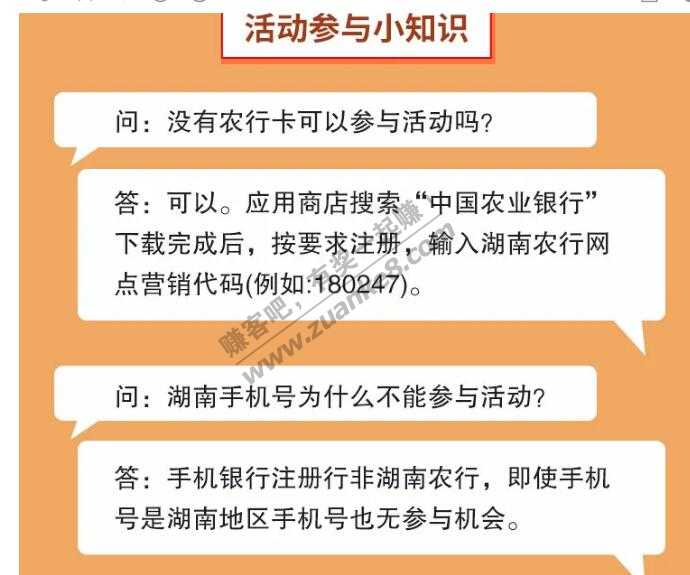 活动参与小知识
问：没有农行卡可以参与活动吗？
答：可以。应用商店搜索“中国农业银行”
下载完成后，按要求注册，输入湖南农行网
点营销代码(例如:180247)。
赚客吧，有奖一起赚！
www.zuanke8.com
问：湖南手机号为什么不能参与活动？
答：手机银行注册行非湖南农行，即使手机
号是湖南地区手机号也无参与机会。